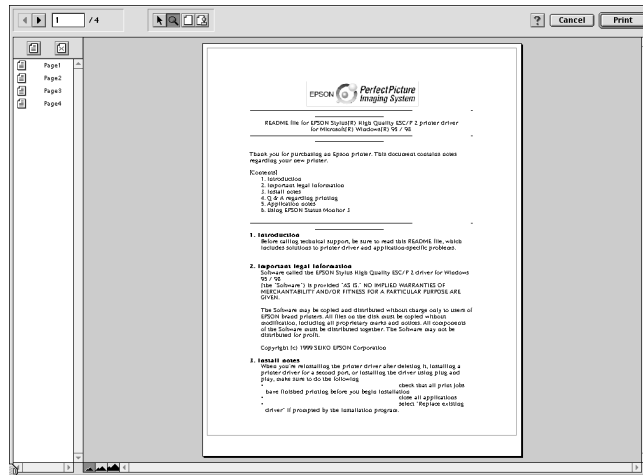 1 / 4
? Cancel Print
Page1
Page2
Page3
Page4
EPSON PerfectPicture
Imaging System
README file for EPSON Stylus(R) High Quality ESC/P 2 printer driver
for Microsoft(R) Windows(R) 95 / 98
Thank you for purchasing an Epson printer. This document contains notes
regarding your new printer.
[Contents]
1. Introduction
2. Important legal information
3. Install notes
4. Q & A regarding printing
5. Application notes
6. Using EPSON Status Monitor 3
1. Introduction
Before calling technical support, be sure to read this README file, which
includes solutions to printer-driver and application-specific problems.
2. Important legal information
Software called the EPSON Stylus High Quality ESC/P 2 driver for Windows
95 / 98
(the "Software") is provided "AS IS." NO IMPLIED WARRANTIES OF
MERCHANTABILITY AND/OR FITNESS FOR A PARTICULAR PURPOSE ARE
GIVEN.
The Software may be copied and distributed without charge only to users of
EPSON brand printers. All files on the disk must be copied without
modification, including all proprietary marks and notices. All components
of the Software must be distributed together. The Software may not be
distributed for profit.
Copyright (c) 1999 SEIKO EPSON Corporation
3. Install notes
When you're reinstalling the printer driver after deleting it, installing a
printer driver for a second port, or installing the driver using plug and
play, make sure to do the following
• check that all print jobs
have finished printing before you begin installation
• close all applications
• select "Replace existing
driver" if prompted by the installation program.